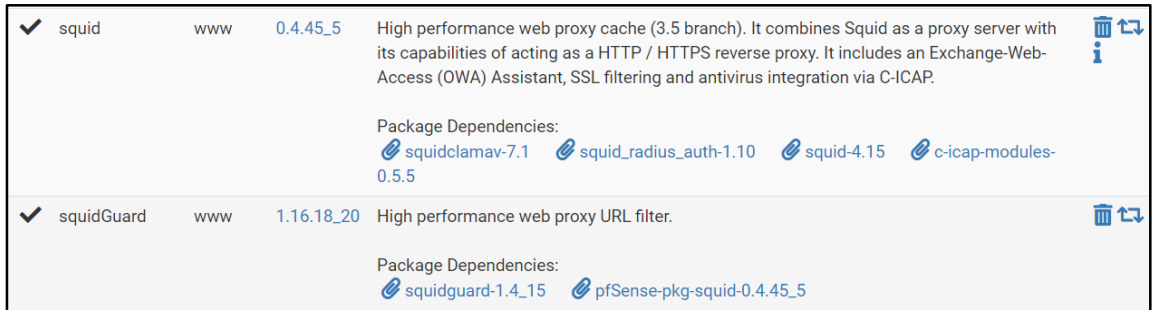 squid www 0.4.45_5 High performance web proxy cache (3.5 branch). It combines Squid as a proxy server with
its capabilities of acting as a HTTP / HTTPS reverse proxy. It includes an Exchange-Web-
Access (OWA) Assistant, SSL filtering and antivirus integration via C-ICAP.
Package Dependencies:
squidclamav-7.1 squid_radius_auth-1.10 squid-4.15 c-icap-modules-
0.5.5
squidGuard www 1.16.18_20 High performance web proxy URL filter.
Package Dependencies:
squidguard-1.4_15 pfSense-pkg-squid-0.4.45_5